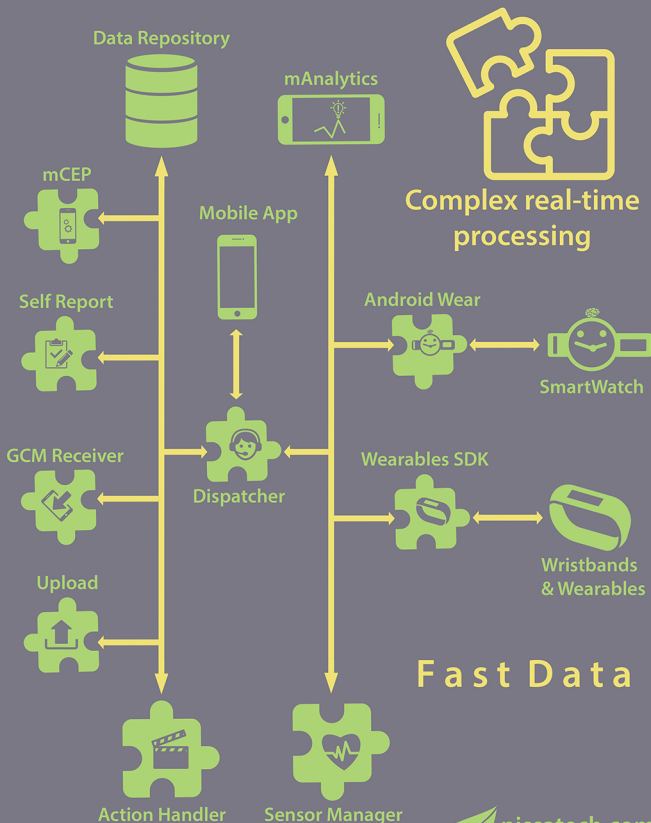 Data Repository
mAnalytics
Complex real-time
processing
mCEP
Mobile App
Self Report
Android Wear
SmartWatch
GCM Receiver
Dispatcher
Wearables SDK
Wristbands
& Wearables
Upload
Fast Data
Action Handler
Sensor Manager